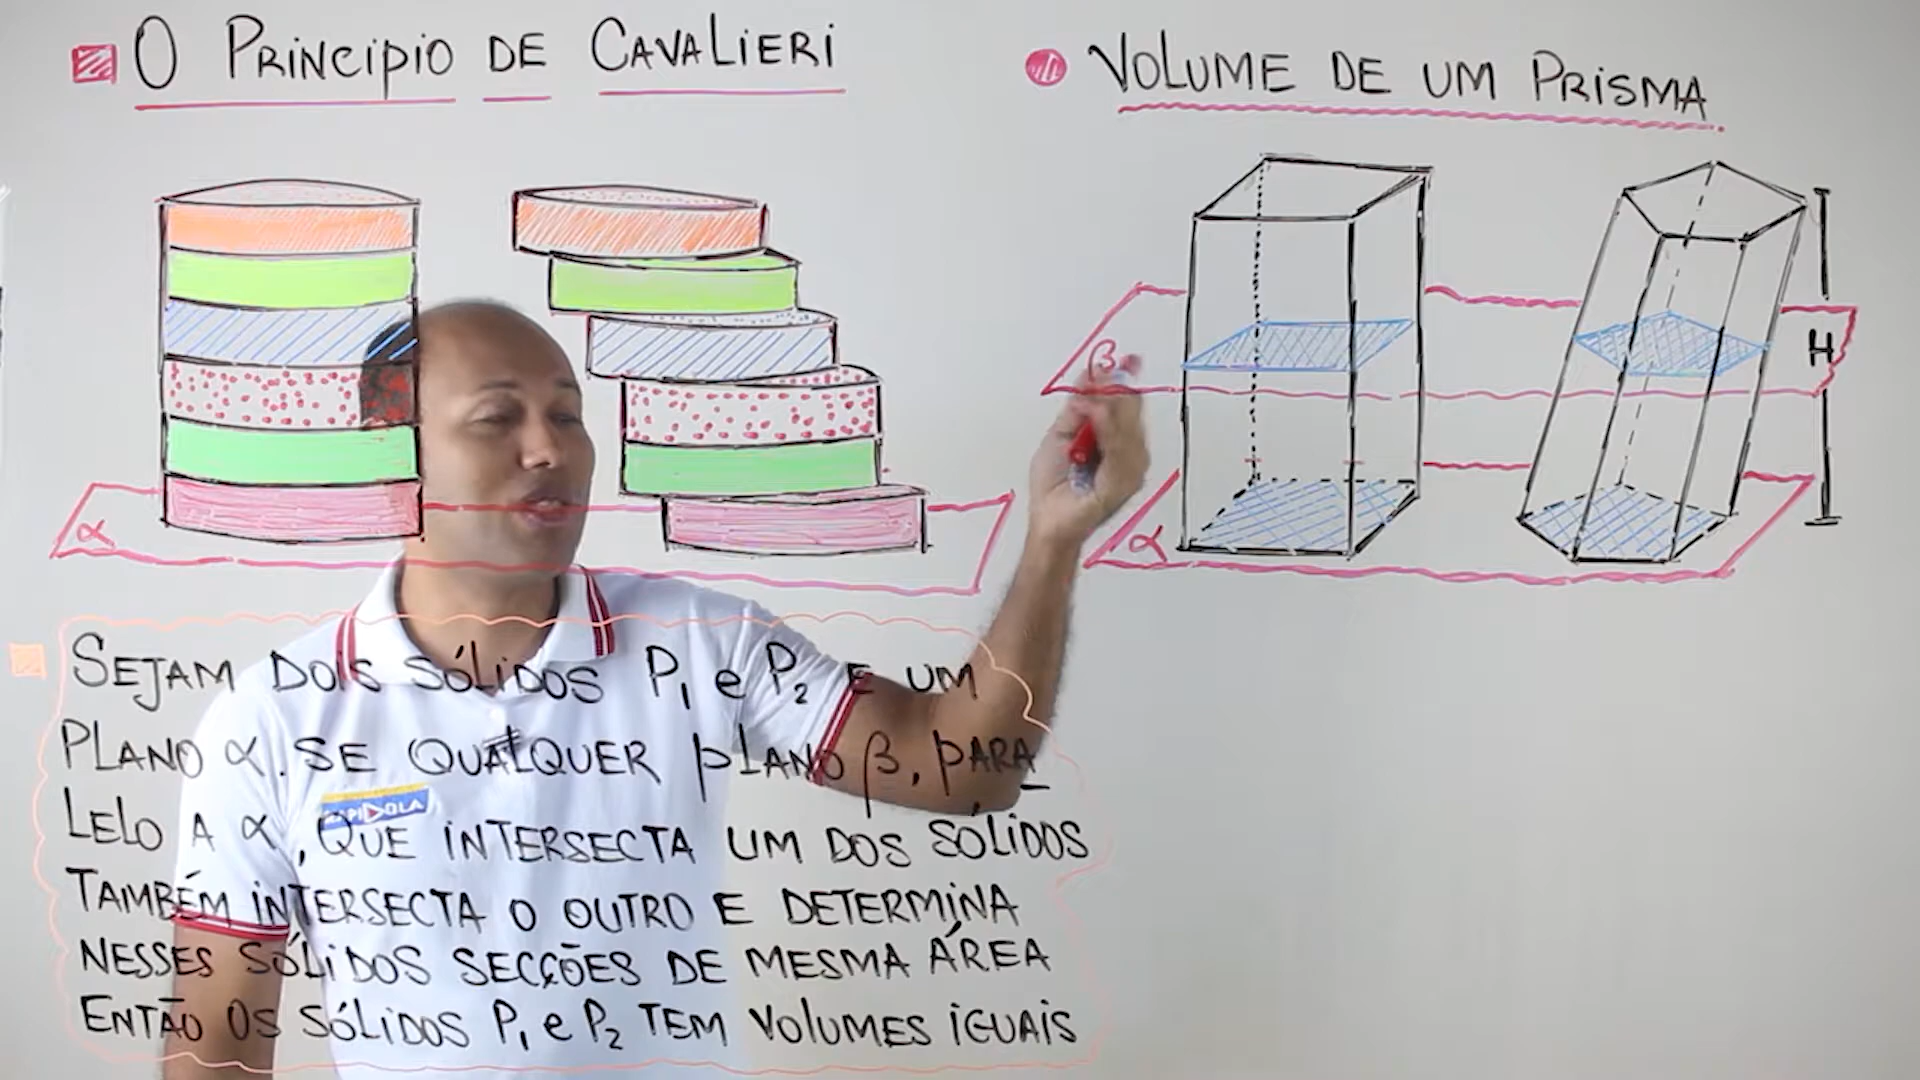 O PRINCIPIO DE CAVALIERI
VOLUME DE UM PRISMA
β
H
α
α
SEJAM DOIS SÓLIDOS P1 e P2 E UM
PLANO α. SE QUALQUER PLANO β, PARA
LELO A α, QUE INTERSECTA UM DOS SÓLIDOS
TAMBÉM INTERSECTA O OUTRO E DETERMINA
NESSES SÓLIDOS SECÇÕES DE MESMA ÁREA
ENTÃO OS SÓLIDOS P1 e P2 TEM VOLUMES IGUAIS